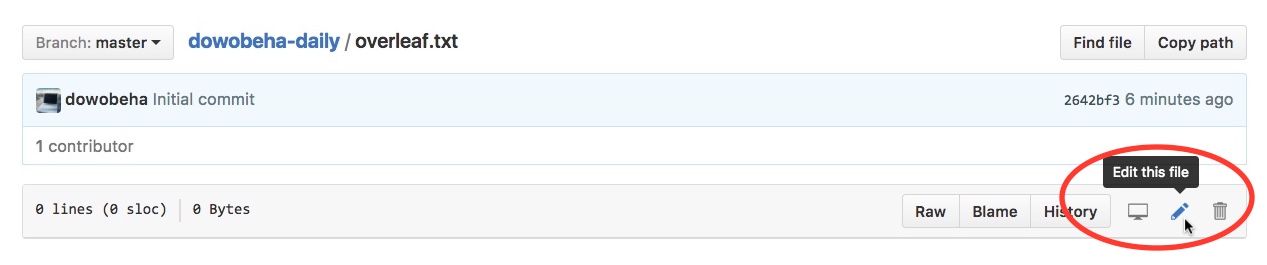 Branch: master dowobeha-daily / overleaf.txt Find file Copy path
dowobeha Initial commit 2642bf3 6 minutes ago
1 contributor
Edit this file
0 lines (0 sloc) 0 Bytes Raw Blame History